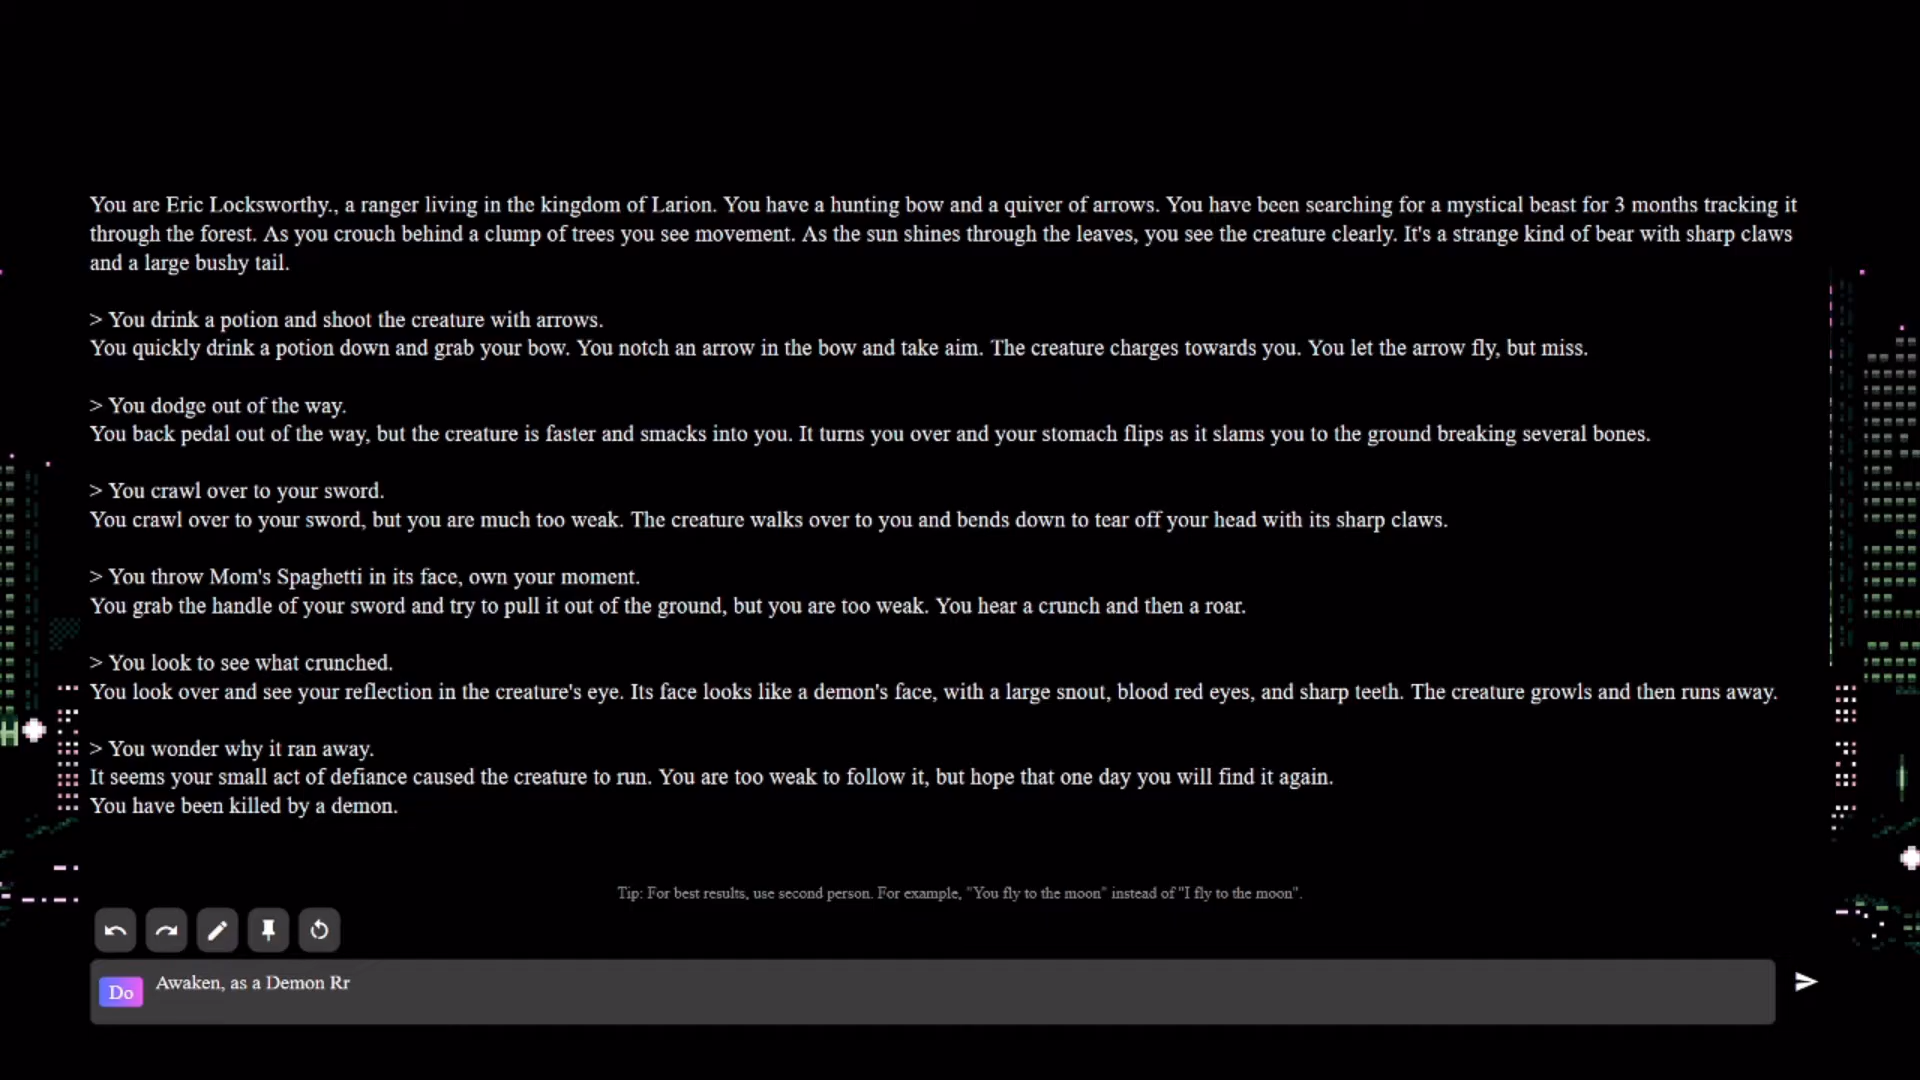 You are Eric Locksworthy., a ranger living in the kingdom of Larion. You have a hunting bow and a quiver of arrows. You have been searching for a mystical beast for 3 months tracking it
through the forest. As you crouch behind a clump of trees you see movement. As the sun shines through the leaves, you see the creature clearly. It's a strange kind of bear with sharp claws
and a large bushy tail.
> You drink a potion and shoot the creature with arrows.
You quickly drink a potion down and grab your bow. You notch an arrow in the bow and take aim. The creature charges towards you. You let the arrow fly, but miss.
> You dodge out of the way.
You back pedal out of the way, but the creature is faster and smacks into you. It turns you over and your stomach flips as it slams you to the ground breaking several bones.
> You crawl over to your sword.
You crawl over to your sword, but you are much too weak. The creature walks over to you and bends down to tear off your head with its sharp claws.
> You throw Mom's Spaghetti in its face, own your moment.
You grab the handle of your sword and try to pull it out of the ground, but you are too weak. You hear a crunch and then a roar.
> You look to see what crunched.
You look over and see your reflection in the creature's eye. Its face looks like a demon's face, with a large snout, blood red eyes, and sharp teeth. The creature growls and then runs away.
> You wonder why it ran away.
It seems your small act of defiance caused the creature to run. You are too weak to follow it, but hope that one day you will find it again.
You have been killed by a demon.
Tip: For best results, use second person. For example, "You fly to the moon" instead of "I fly to the moon".
Do Awaken, as a Demon Rr